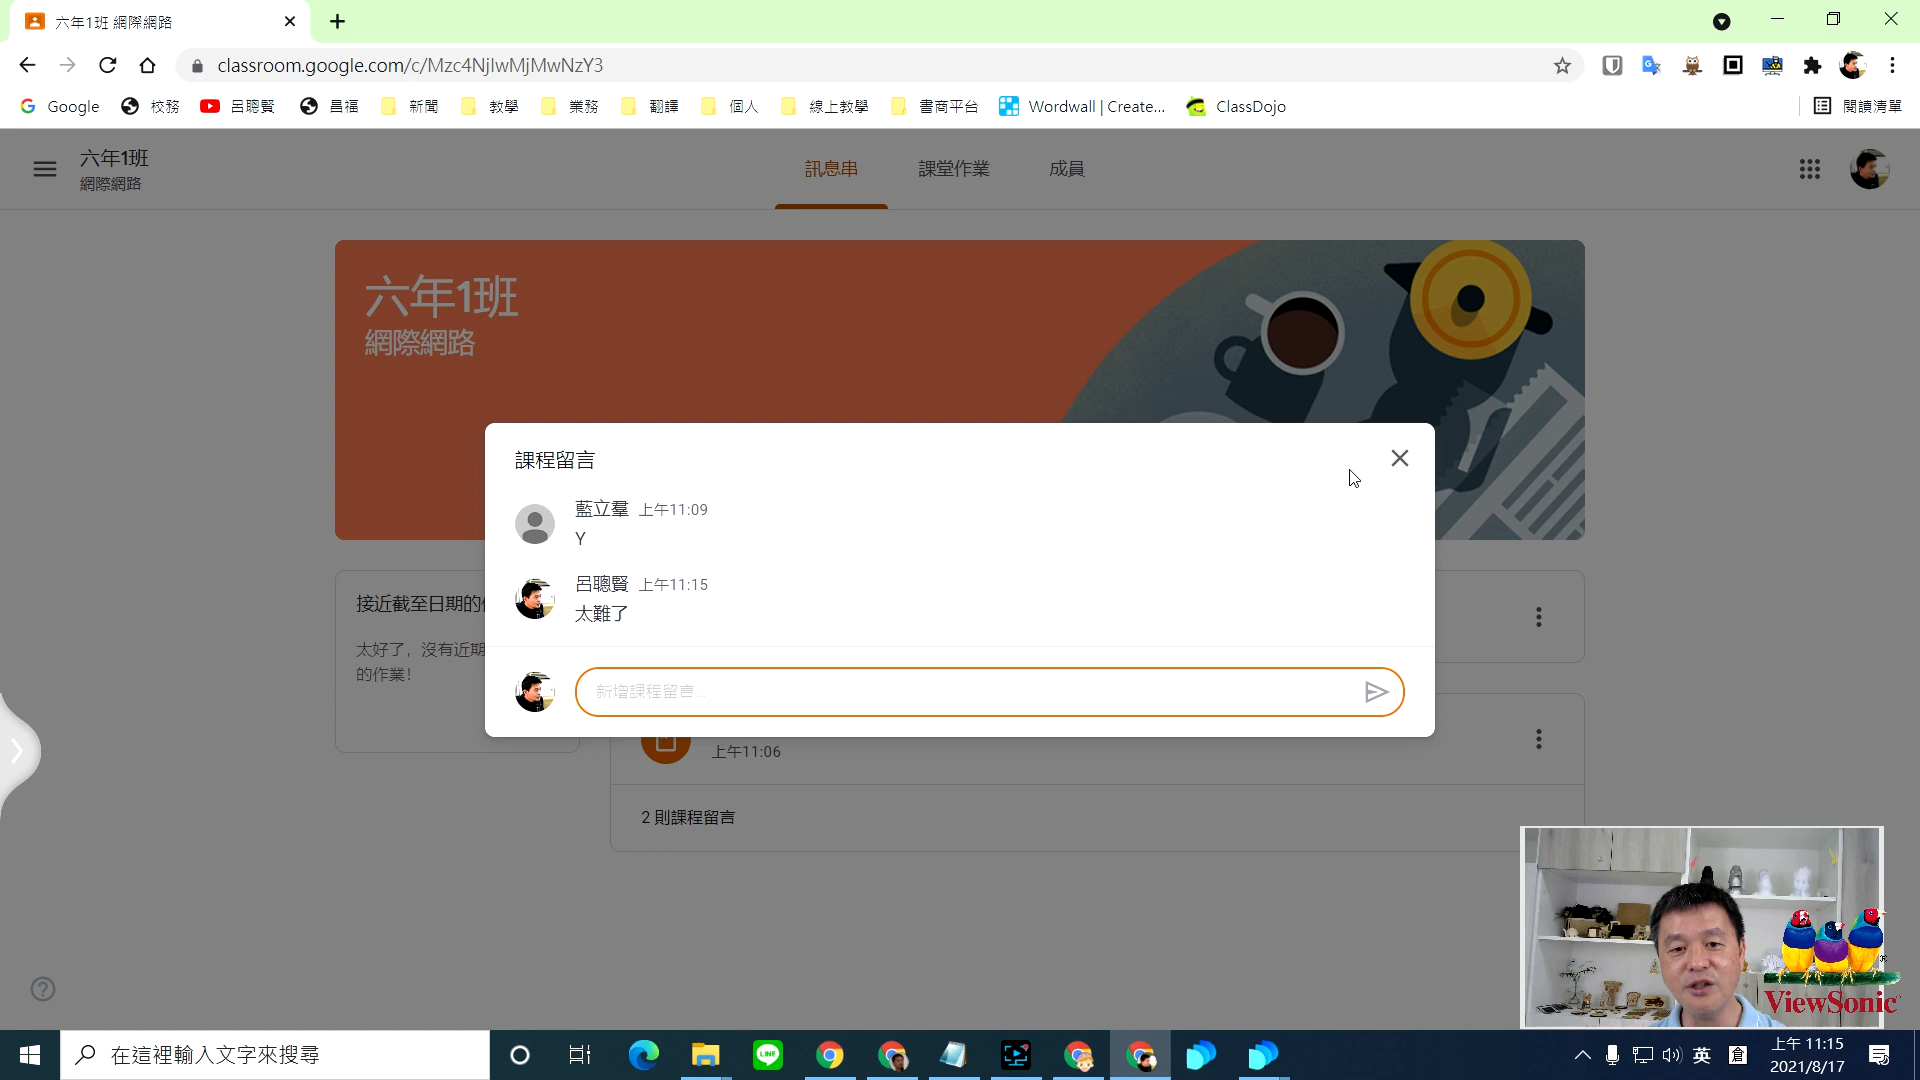 六年1班 網際網路
classroom.google.com/c/Mzc4NjIwMjMwNzY3
Google 校務 呂聰賢 昌福 新聞 教學 業務 翻譯 個人 線上教學 書商平台 Wordwall | Create... ClassDojo 閱讀清單
六年1班
網際網路
訊息串 課堂作業 成員
六年1班
網際網路
課程留言
藍立羣 上午11:09
Y
呂聰賢 上午11:15
太難了
新增課程留言...
接近截至日期的
太好了，沒有近期
的作業！
上午11:06
2 則課程留言
ViewSonic
在這裡輸入文字來搜尋
LINE
英 倉
上午 11:15
2021/8/17